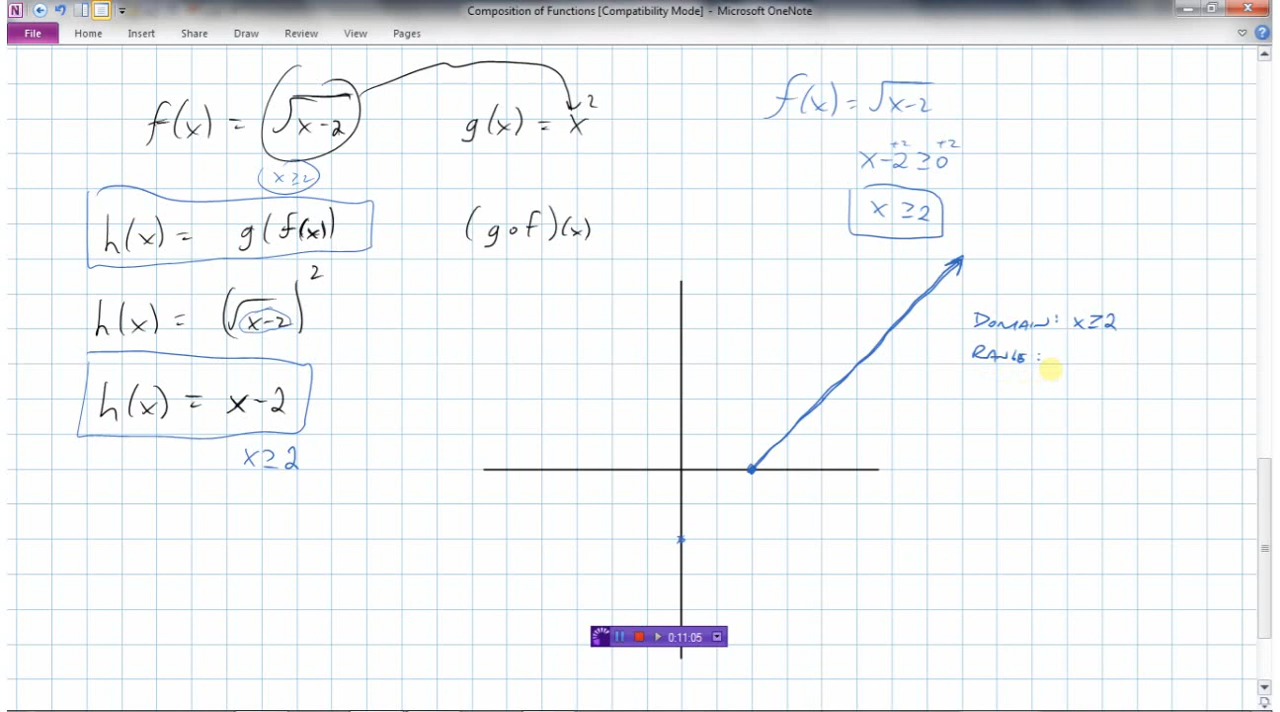 Composition of Functions [Compatibility Mode] - Microsoft OneNote
File Home Insert Share Draw Review View Pages
f(x) = √x-2
x≥2
g(x) = x²
h(x) = g(f(x))
(g∘f)(x)
h(x) = (√x-2)²
h(x) = x-2
x≥2
f(x) = √x-2
+2 +2
x-2≥0
x≥2
DOMAIN: x≥2
RANGE:
0:11:05